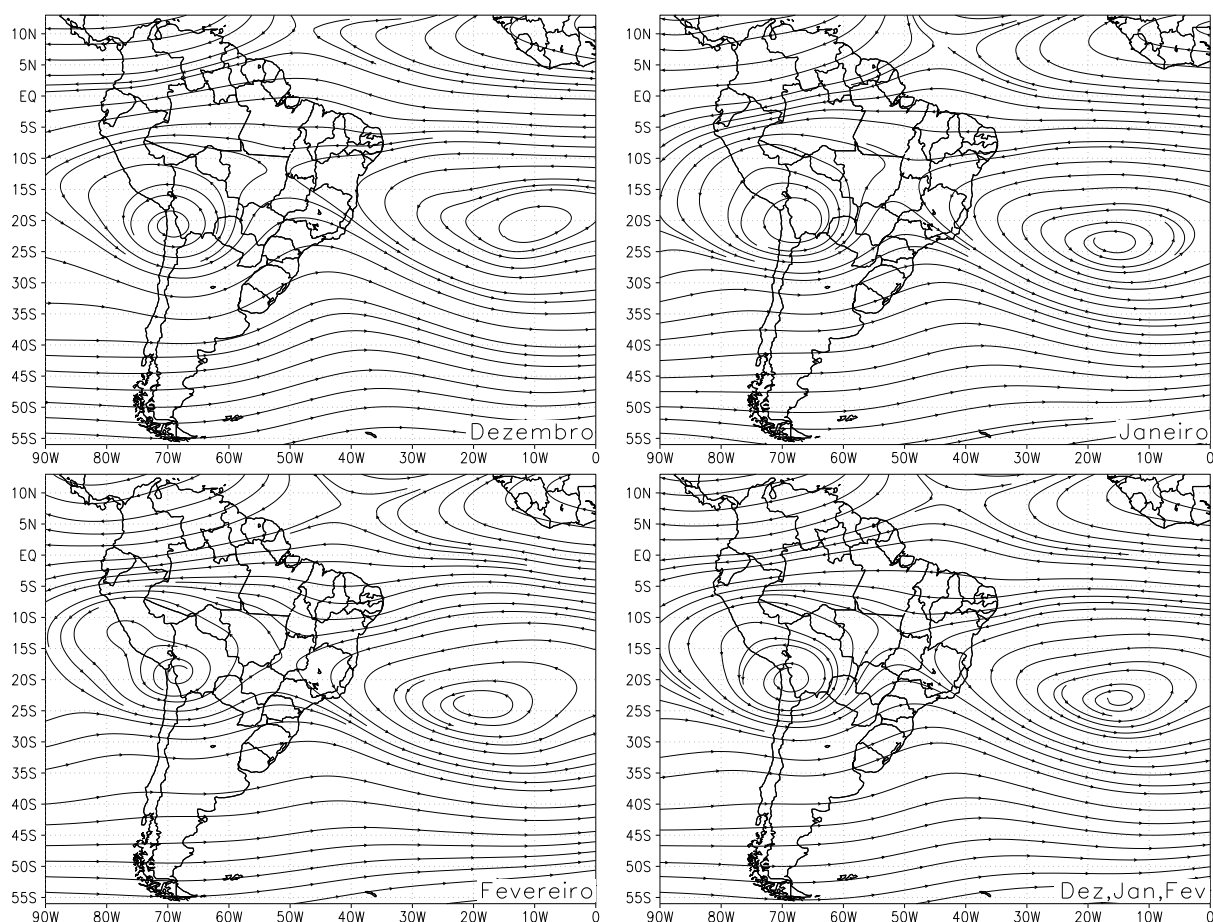 10N 10N
5N 5N
EQ EQ
5S 5S
10S 10S
15S 15S
20S 20S
25S 25S
30S 30S
35S 35S
40S 40S
45S 45S
50S 50S
55S Dezembro 55S Janeiro
90W 80W 70W 60W 50W 40W 30W 20W 10W 0 90W 80W 70W 60W 50W 40W 30W 20W 10W 0
10N 10N
5N 5N
EQ EQ
5S 5S
10S 10S
15S 15S
20S 20S
25S 25S
30S 30S
35S 35S
40S 40S
45S 45S
50S 50S
55S Fevereiro 55S Dez,Jan,Fev
90W 80W 70W 60W 50W 40W 30W 20W 10W 0 90W 80W 70W 60W 50W 40W 30W 20W 10W 0